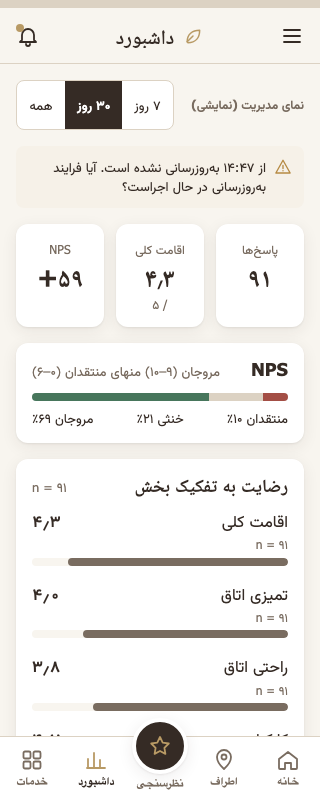 داشبورد
نمای مدیریت (نمایشی)
۷ روز
۳۰ روز
همه
از ۱۴:۴۷ به‌روزرسانی نشده است. آیا فرایند
به‌روزرسانی در حال اجراست؟
پاسخ‌ها
۹۱
اقامت کلی
۴٫۳
/ ۵
NPS
+۵۹
NPS
مروجان (۹–۱۰) منهای منتقدان (۰–۶)
منتقدان ۱۰٪
خنثی ۲۱٪
مروجان ۶۹٪
رضایت به تفکیک بخش
n = ۹۱
اقامت کلی
۴٫۳
n = ۹۱
تمیزی اتاق
۴٫۰
n = ۹۱
راحتی اتاق
۳٫۸
n = ۹۱
خانه
اطراف
نظرسنجی
داشبورد
خدمات